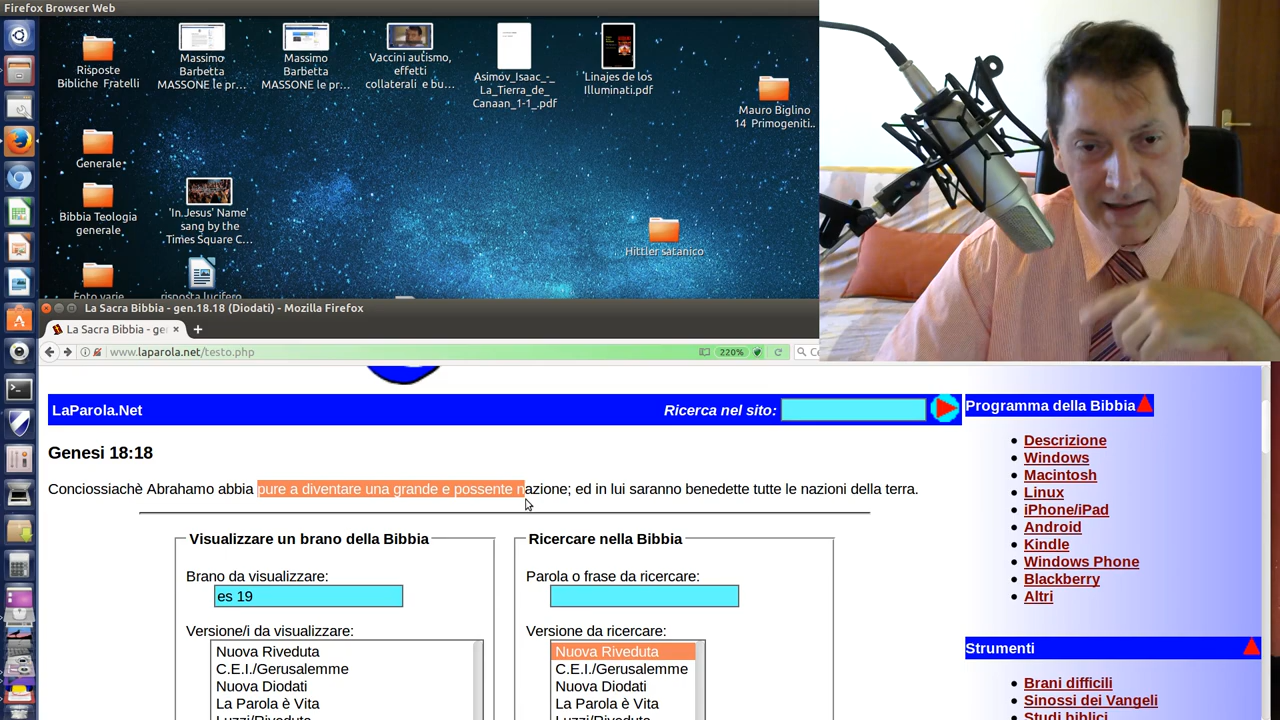 Firefox Browser Web
Risposte
Bibliche Fratelli
Massimo
Barbetta
MASSONE le pr...
Massimo
Barbetta
MASSONE le pr...
Vaccini autismo,
effetti
collaterali e bu...
Asimov_Isaac_-_
La_Tierra_de_
Canaan_1-1_.pdf
Linajes de los
Illuminati.pdf
Mauro Biglino
14 Primogeniti..
Generale
Bibbia Teologia
generale
'In Jesus' Name'
sang by the
Times Square C...
Hittler satanico
Foto varie
risposta lucifero
La Sacra Bibbia - gen.18.18 (Diodati) - Mozilla Firefox
La Sacra Bibbia - ge
www.laparola.net/testo.php
220%
LaParola.Net
Ricerca nel sito:
Genesi 18:18
Conciossiachè Abrahamo abbia pure a diventare una grande e possente nazione; ed in lui saranno benedette tutte le nazioni della terra.
Visualizzare un brano della Bibbia
Brano da visualizzare:
es 19
Versione/i da visualizzare:
Nuova Riveduta
C.E.I./Gerusalemme
Nuova Diodati
La Parola è Vita
Luzzi/Riveduta
Ricercare nella Bibbia
Parola o frase da ricercare:
Versione da ricercare:
Nuova Riveduta
C.E.I./Gerusalemme
Nuova Diodati
La Parola è Vita
Luzzi/Riveduta
Programma della Bibbia
Descrizione
Windows
Macintosh
Linux
iPhone/iPad
Android
Kindle
Windows Phone
Blackberry
Altri
Strumenti
Brani difficili
Sinossi dei Vangeli
Studi biblici